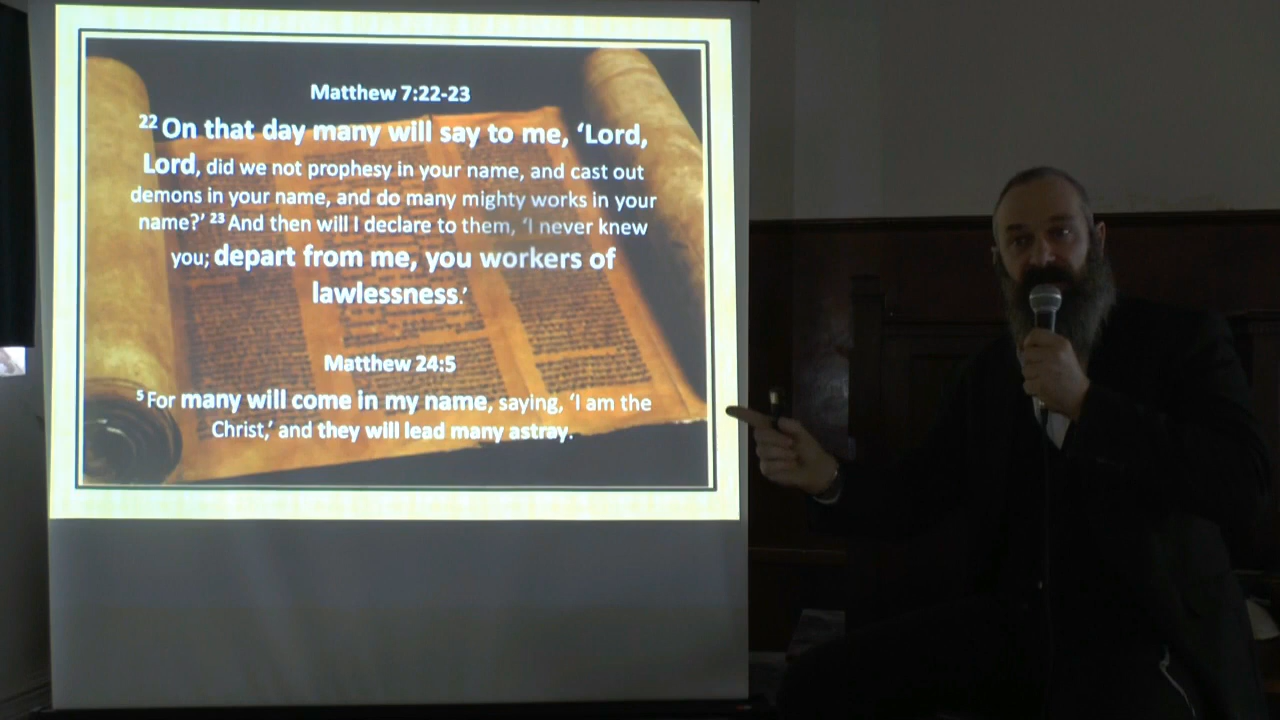 Matthew 7:22-23
22 On that day many will say to me, ‘Lord,
Lord, did we not prophesy in your name, and cast out
demons in your name, and do many mighty works in your
name?’ 23 And then will I declare to them, ‘I never knew
you; depart from me, you workers of
lawlessness.’
Matthew 24:5
5 For many will come in my name, saying, ‘I am the
Christ,’ and they will lead many astray.